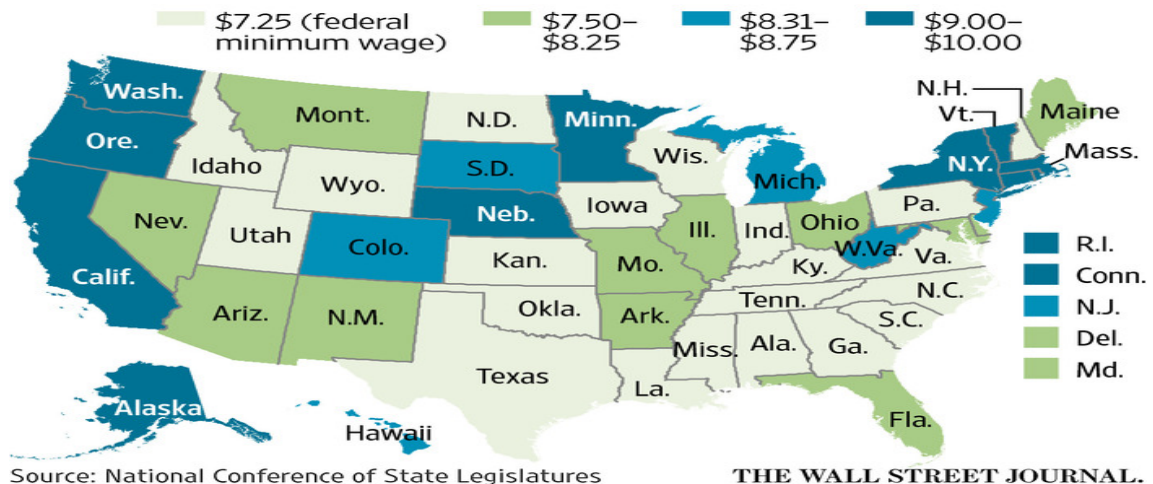 $7.25 (federal minimum wage)
$7.50–$8.25
$8.31–$8.75
$9.00–$10.00
Wash.
Mont.
N.D.
Minn.
N.H.
Vt.
Maine
Ore.
Idaho
S.D.
Wis.
Mich.
N.Y.
Mass.
Wyo.
Neb.
Iowa
Pa.
Nev.
Utah
Colo.
Ill.
Ind.
Ohio
W.Va.
Va.
Calif.
Kan.
Mo.
Ky.
Ariz.
N.M.
Okla.
Ark.
Tenn.
N.C.
S.C.
Texas
La.
Miss.
Ala.
Ga.
Fla.
Alaska
Hawaii
R.I.
Conn.
N.J.
Del.
Md.
Source: National Conference of State Legislatures
THE WALL STREET JOURNAL.